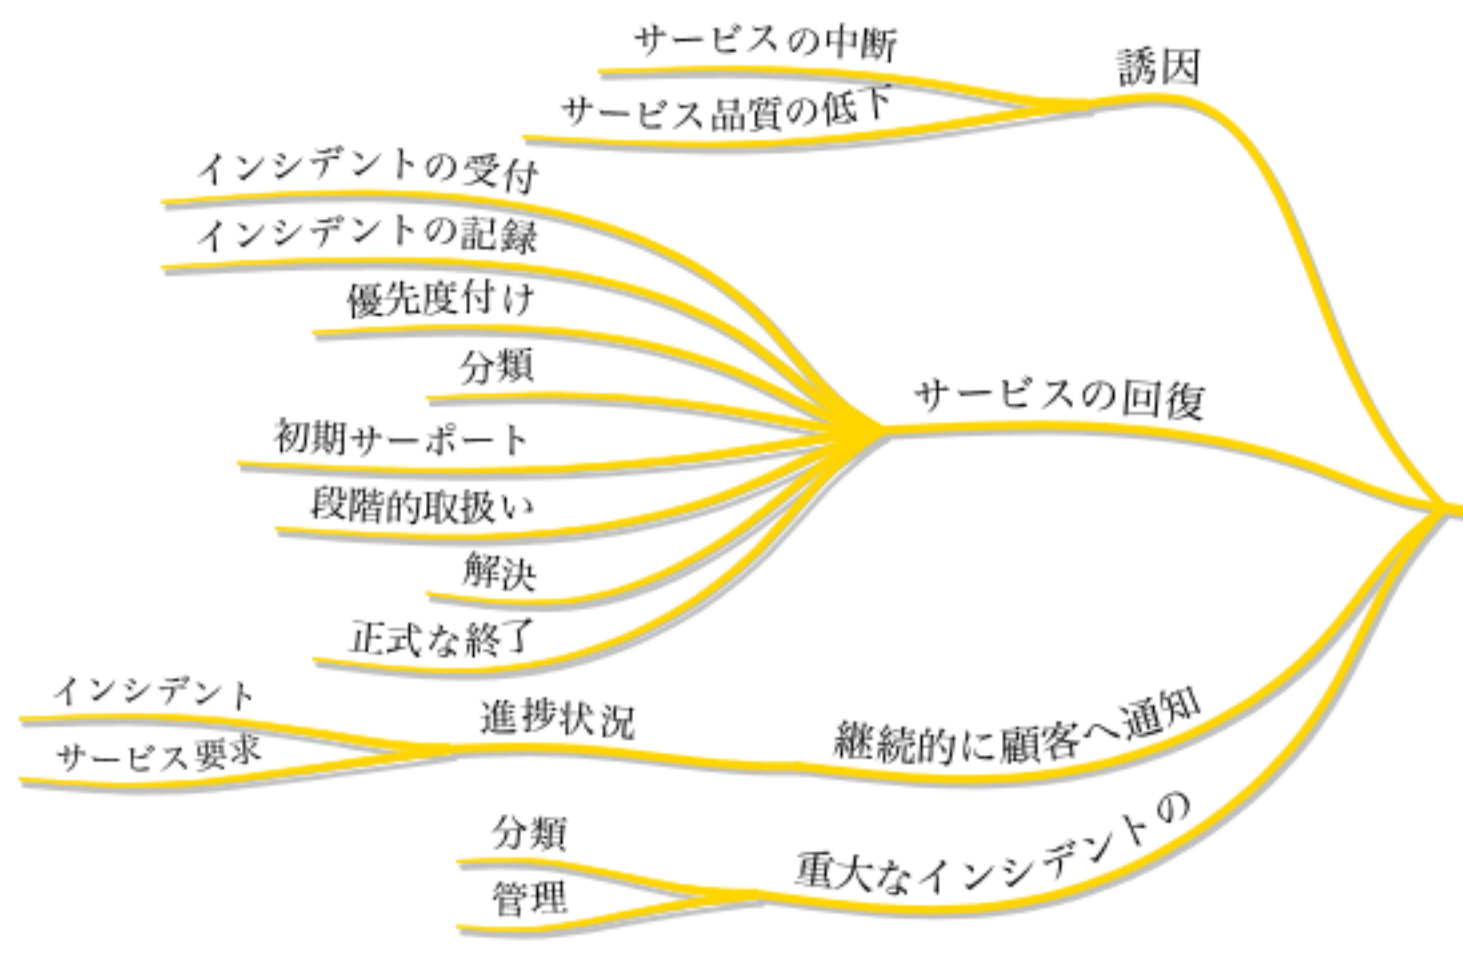 サービスの中断
誘因
サービス品質の低下
インシデントの受付
インシデントの記録
優先度付け
分類
サービスの回復
初期サーポート
段階的取扱い
解決
正式な終了
インシデント
進捗状況
継続的に顧客へ通知
サービス要求
分類
重大なインシデントの
管理